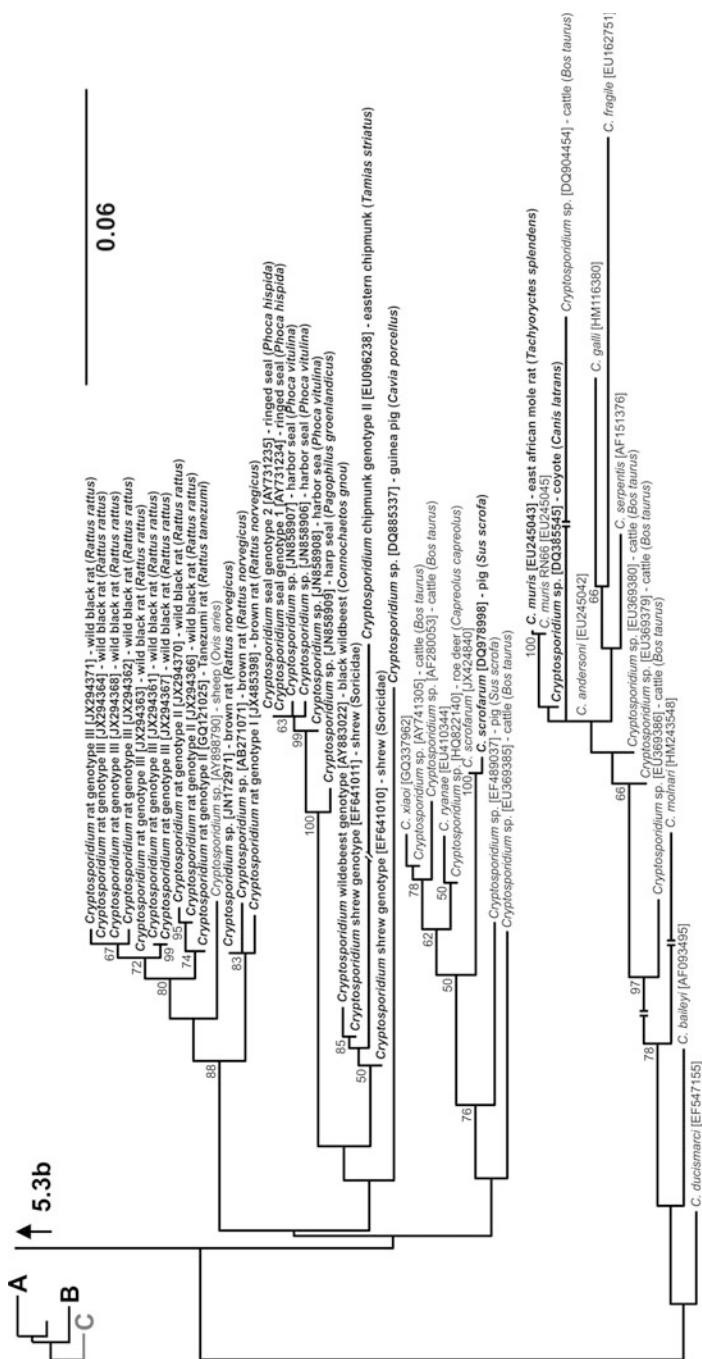 A
B
C
5.3b
0.06
Cryptosporidium rat genotype III [JX294371] - wild black rat (Rattus rattus)
Cryptosporidium rat genotype III [JX294364] - wild black rat (Rattus rattus)
67
Cryptosporidium rat genotype III [JX294368] - wild black rat (Rattus rattus)
Cryptosporidium rat genotype III [JX294362] - wild black rat (Rattus rattus)
72
Cryptosporidium rat genotype III [JX294363] - wild black rat (Rattus rattus)
Cryptosporidium rat genotype III [JX294361] - wild black rat (Rattus rattus)
99
Cryptosporidium rat genotype III [JX294367] - wild black rat (Rattus rattus)
80
95
Cryptosporidium rat genotype II [JX294370] - wild black rat (Rattus rattus)
Cryptosporidium rat genotype II [JX294366] - wild black rat (Rattus rattus)
74
Cryptosporidium rat genotype II [GQ121025] - Tanezumi rat (Rattus tanezumi)
Cryptosporidium sp. [AY898790] - sheep (Ovis aries)
88
Cryptosporidium sp. [JN172971] - brown rat (Rattus norvegicus)
83
Cryptosporidium sp. [AB271071] - brown rat (Rattus norvegicus)
Cryptosporidium rat genotype I [JX485398] - brown rat (Rattus norvegicus)
Cryptosporidium seal genotype 2 [AY731235] - ringed seal (Phoca hispida)
63
Cryptosporidium seal genotype 1 [AY731234] - ringed seal (Phoca hispida)
99
Cryptosporidium sp. [JN858907] - harbor seal (Phoca vitulina)
Cryptosporidium sp. [JN858906] - harbor seal (Phoca vitulina)
100
Cryptosporidium sp. [JN858908] - harbor sea (Phoca vitulina)
Cryptosporidium sp. [JN858909] - harp seal (Pagophilus groenlandicus)
Cryptosporidium wildebeest genotype [AY883022] - black wildbeest (Connochaetos gnou)
85
Cryptosporidium shrew genotype [EF641011] - shrew (Soricidae)
Cryptosporidium chipmunk genotype II [EU096238] - eastern chipmunk (Tamias striatus)
50
Cryptosporidium shrew genotype [EF641010] - shrew (Soricidae)
Cryptosporidium sp. [DQ885337] - guinea pig (Cavia porcellus)
C. xiaoi [GQ337962]
78
Cryptosporidium sp. [AY741305] - cattle (Bos taurus)
62
Cryptosporidium sp. [AF280053] - cattle (Bos taurus)
C. ryanae [EU410344]
50
Cryptosporidium sp. [HQ822140] - roe deer (Capreolus capreolus)
50
C. scrofarum [JX424840]
100
C. scrofarum [DQ978998] - pig (Sus scrofa)
76
Cryptosporidium sp. [EF489037] - pig (Sus scrofa)
Cryptosporidium sp. [EU369385] - cattle (Bos taurus)
C. muris [EU245043] - east african mole rat (Tachyoryctes splendens)
100
C. muris RN66 [EU245045]
Cryptosporidium sp. [DQ385545] - coyote (Canis latrans)
Cryptosporidium sp. [DQ904454] - cattle (Bos taurus)
C. andersoni [EU245042]
C. galli [HM116380]
66
C. fragile [EU162751]
C. serpentis [AF151376]
Cryptosporidium sp. [EU369380] - cattle (Bos taurus)
66
Cryptosporidium sp. [EU369379] - cattle (Bos taurus)
97
Cryptosporidium sp. [EU369386] - cattle (Bos taurus)
78
C. molnari [HM243548]
C. baileyi [AF093495]
C. ducismarci [EF547155]